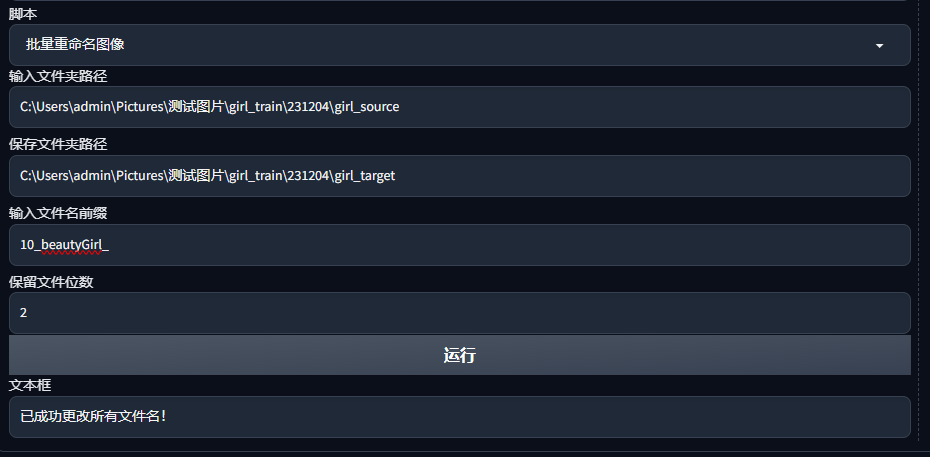 脚本
批量重命名图像
输入文件夹路径
C:\Users\admin\Pictures\测试图片\girl_train\231204\girl_source
保存文件夹路径
C:\Users\admin\Pictures\测试图片\girl_train\231204\girl_target
输入文件名前缀
10_beautyGirl_
保留文件位数
2
运行
文本框
已成功更改所有文件名！